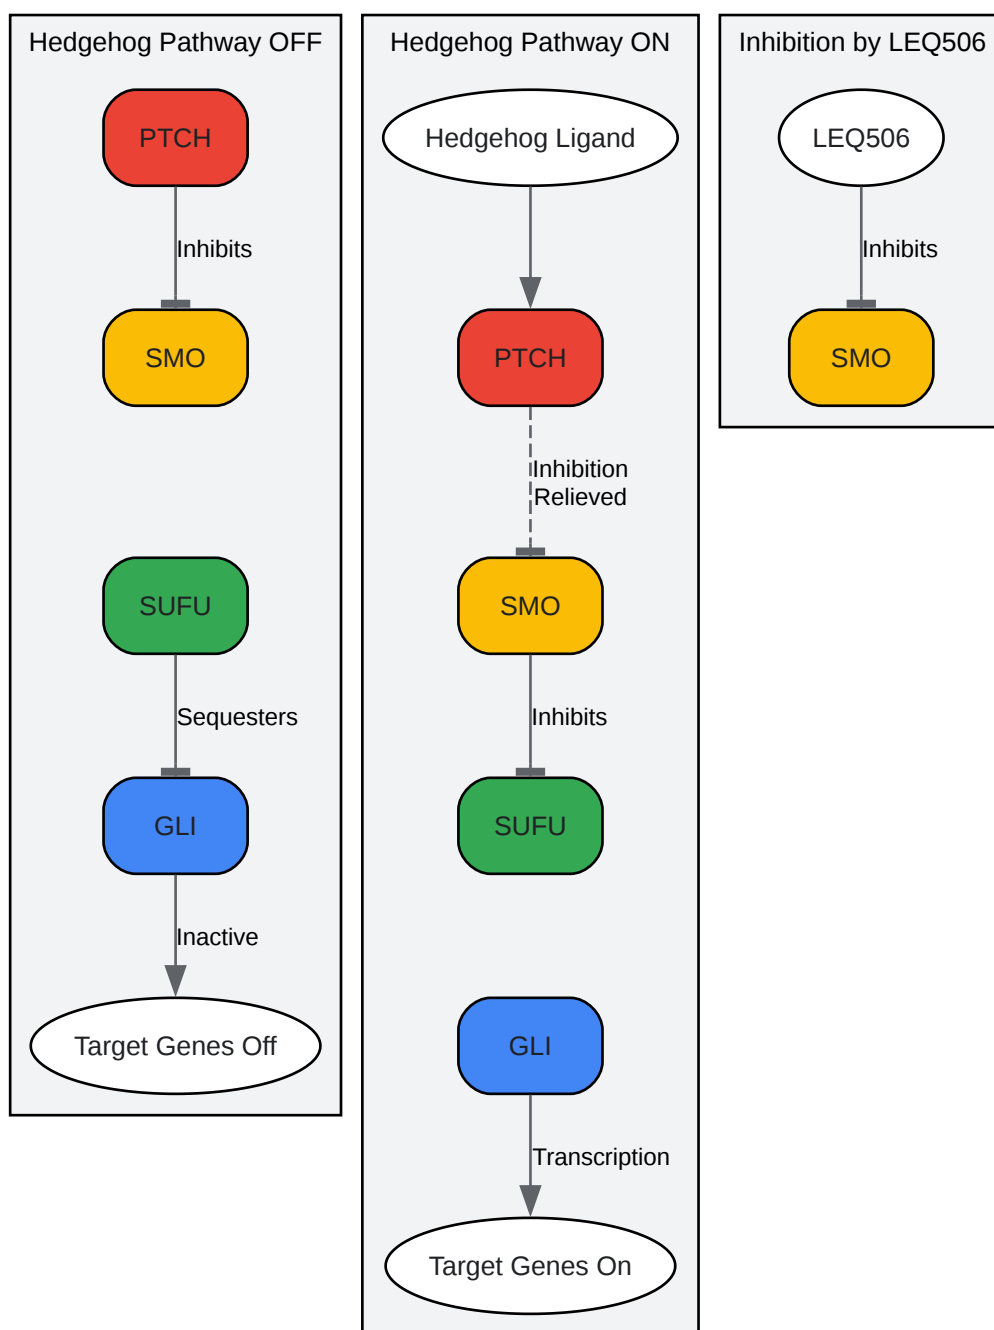 Hedgehog Pathway OFF
PTCH
Inhibits
SMO
SUFU
Sequesters
GLI
Inactive
Target Genes Off
Hedgehog Pathway ON
Hedgehog Ligand
PTCH
Inhibition
Relieved
SMO
Inhibits
SUFU
GLI
Transcription
Target Genes On
Inhibition by LEQ506
LEQ506
Inhibits
SMO